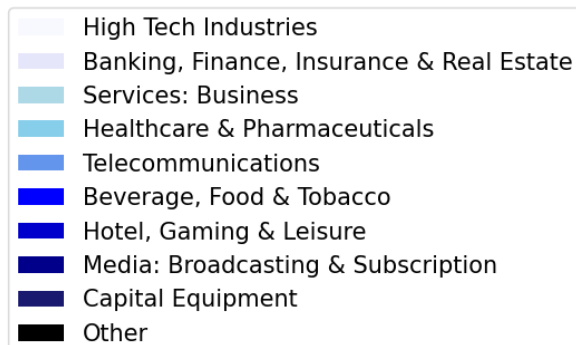 High Tech Industries
Banking, Finance, Insurance & Real Estate
Services: Business
Healthcare & Pharmaceuticals
Telecommunications
Beverage, Food & Tobacco
Hotel, Gaming & Leisure
Media: Broadcasting & Subscription
Capital Equipment
Other